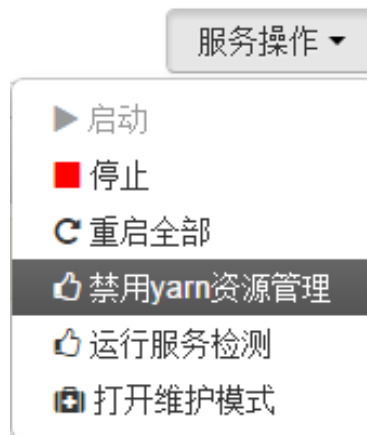 服务操作
启动
停止
重启全部
禁用yarn资源管理
运行服务检测
打开维护模式